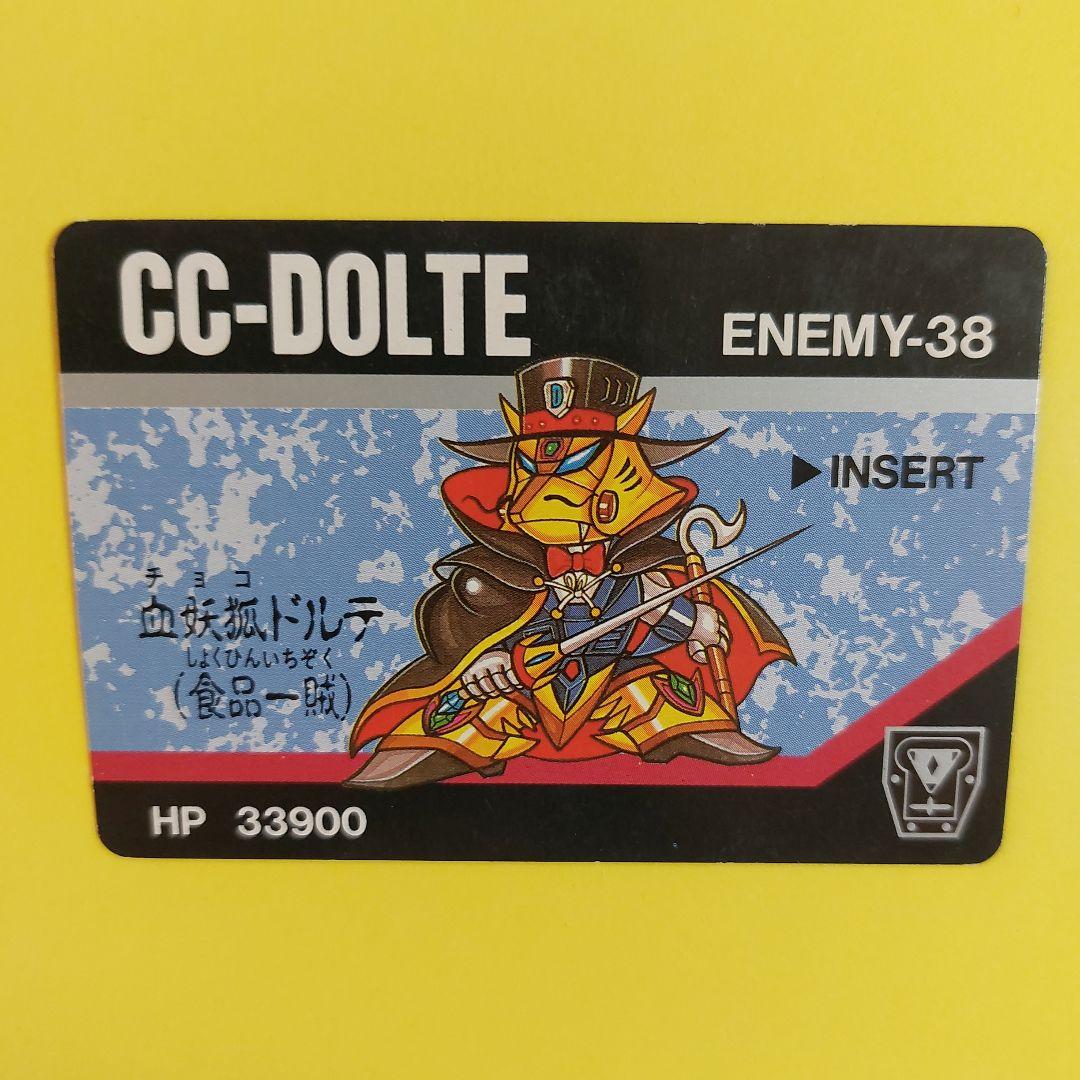 CC-DOLTE
ENEMY-38
D
▶INSERT
チョコ
血妖狐ドルテ
しょくひんいちぞく
(食品一賊)
HP 33900